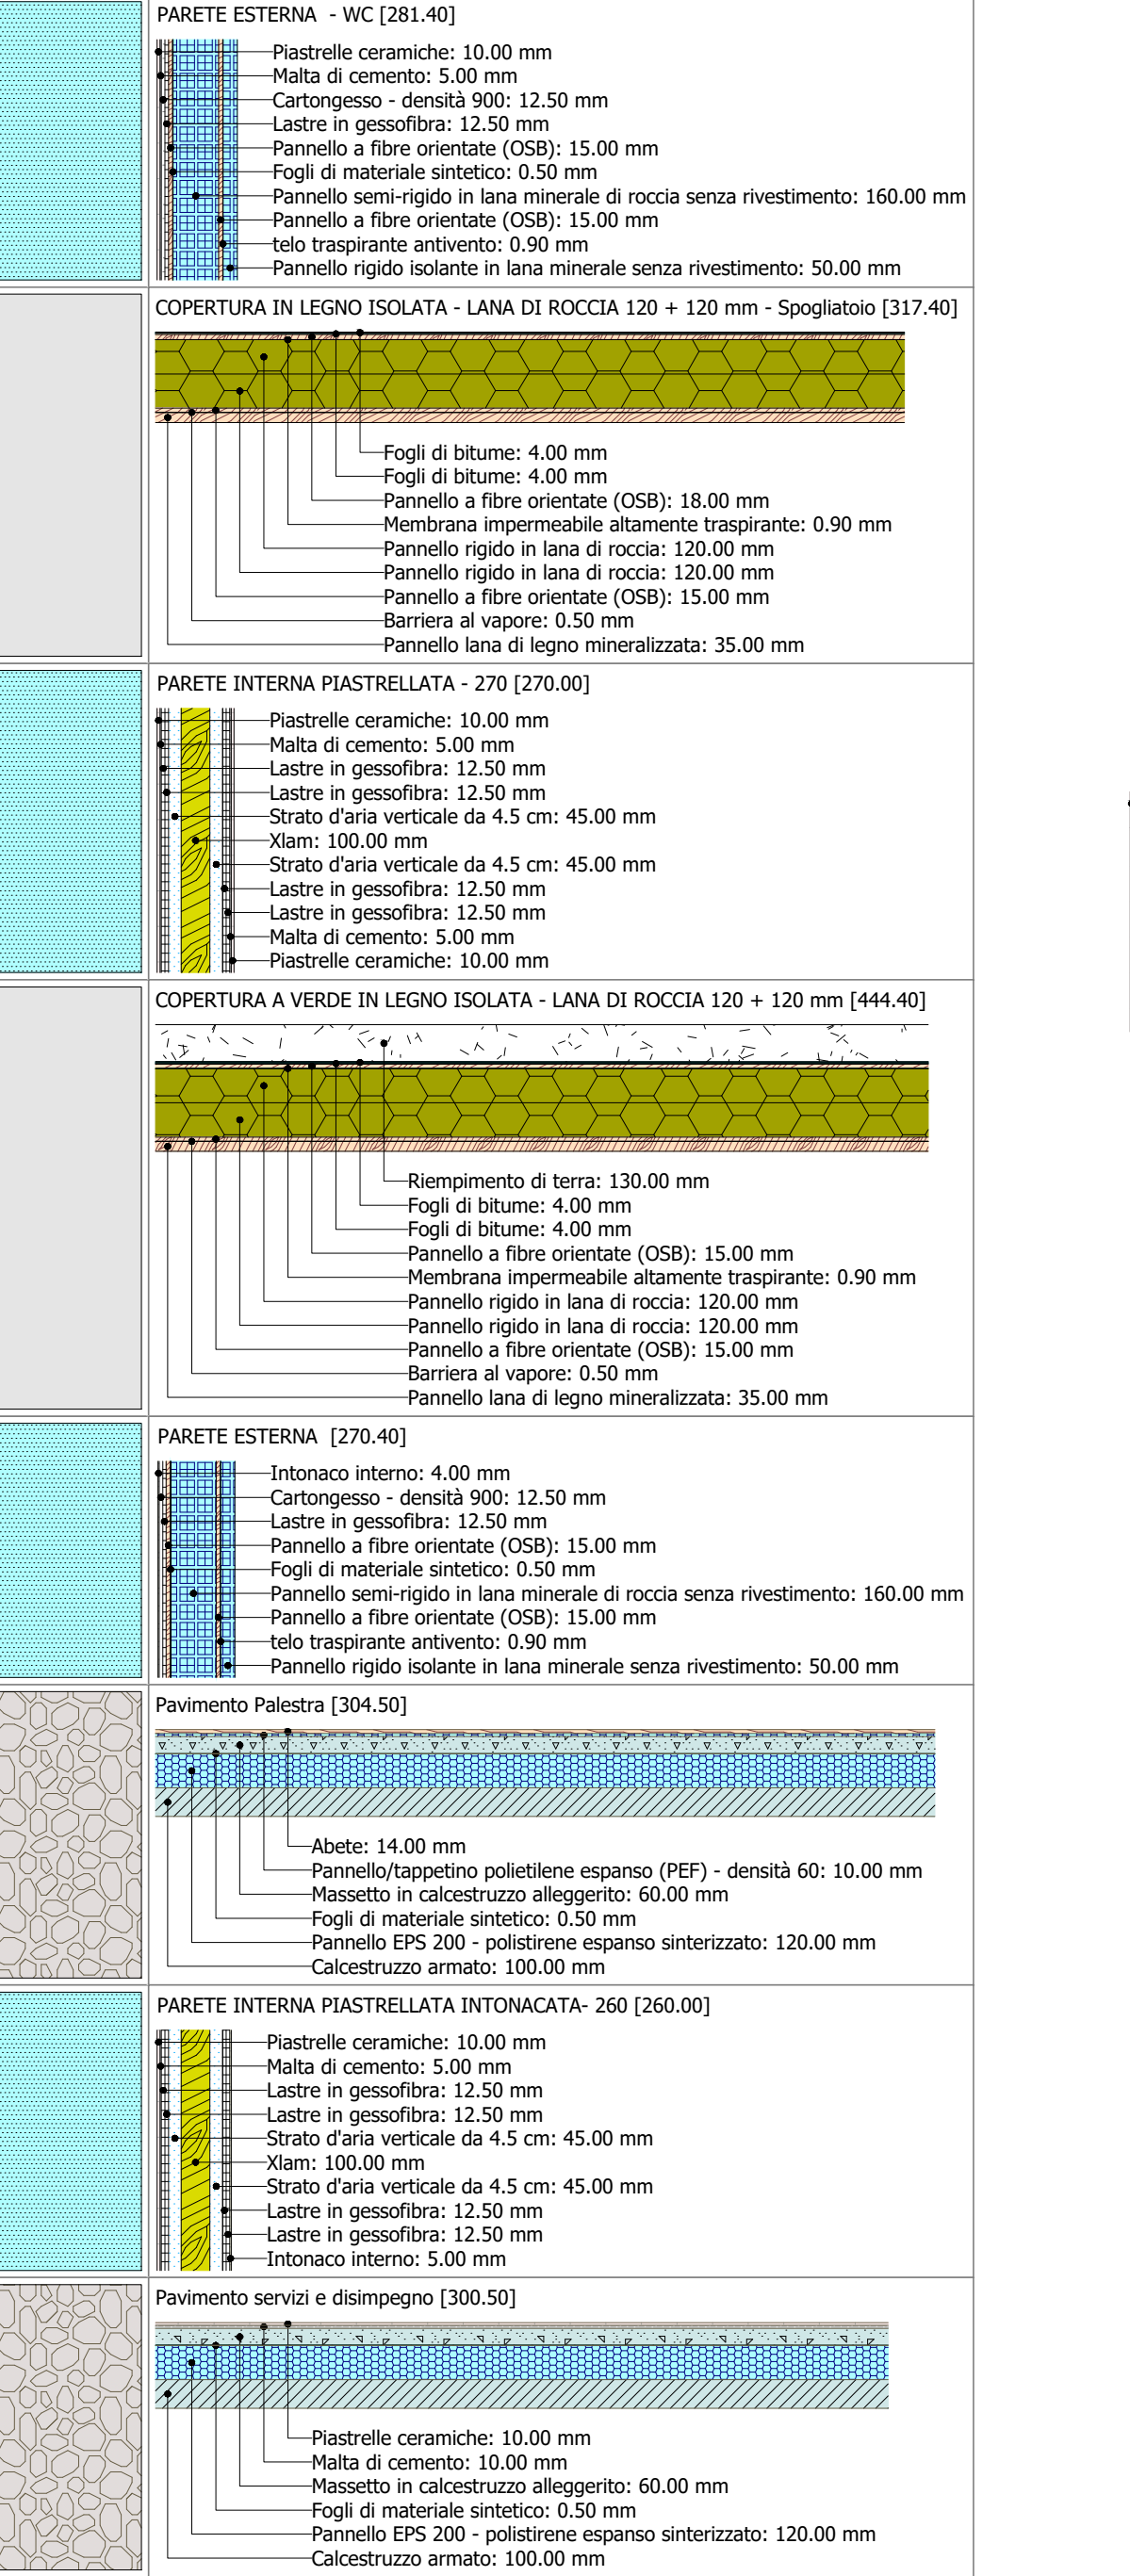 PARETE ESTERNA - WC [281.40]
Piastrelle ceramiche: 10.00 mm
Malta di cemento: 5.00 mm
Cartongesso - densità 900: 12.50 mm
Lastre in gessofibra: 12.50 mm
Pannello a fibre orientate (OSB): 15.00 mm
Fogli di materiale sintetico: 0.50 mm
Pannello semi-rigido in lana minerale di roccia senza rivestimento: 160.00 mm
Pannello a fibre orientate (OSB): 15.00 mm
telo traspirante antivento: 0.90 mm
Pannello rigido isolante in lana minerale senza rivestimento: 50.00 mm
COPERTURA IN LEGNO ISOLATA - LANA DI ROCCIA 120 + 120 mm - Spogliatoio [317.40]
Fogli di bitume: 4.00 mm
Fogli di bitume: 4.00 mm
Pannello a fibre orientate (OSB): 18.00 mm
Membrana impermeabile altamente traspirante: 0.90 mm
Pannello rigido in lana di roccia: 120.00 mm
Pannello rigido in lana di roccia: 120.00 mm
Pannello a fibre orientate (OSB): 15.00 mm
Barriera al vapore: 0.50 mm
Pannello lana di legno mineralizzata: 35.00 mm
PARETE INTERNA PIASTRELLATA - 270 [270.00]
Piastrelle ceramiche: 10.00 mm
Malta di cemento: 5.00 mm
Lastre in gessofibra: 12.50 mm
Lastre in gessofibra: 12.50 mm
Strato d'aria verticale da 4.5 cm: 45.00 mm
Xlam: 100.00 mm
Strato d'aria verticale da 4.5 cm: 45.00 mm
Lastre in gessofibra: 12.50 mm
Lastre in gessofibra: 12.50 mm
Malta di cemento: 5.00 mm
Piastrelle ceramiche: 10.00 mm
COPERTURA A VERDE IN LEGNO ISOLATA - LANA DI ROCCIA 120 + 120 mm [444.40]
Riempimento di terra: 130.00 mm
Fogli di bitume: 4.00 mm
Fogli di bitume: 4.00 mm
Pannello a fibre orientate (OSB): 15.00 mm
Membrana impermeabile altamente traspirante: 0.90 mm
Pannello rigido in lana di roccia: 120.00 mm
Pannello rigido in lana di roccia: 120.00 mm
Pannello a fibre orientate (OSB): 15.00 mm
Barriera al vapore: 0.50 mm
Pannello lana di legno mineralizzata: 35.00 mm
PARETE ESTERNA [270.40]
Intonaco interno: 4.00 mm
Cartongesso - densità 900: 12.50 mm
Lastre in gessofibra: 12.50 mm
Pannello a fibre orientate (OSB): 15.00 mm
Fogli di materiale sintetico: 0.50 mm
Pannello semi-rigido in lana minerale di roccia senza rivestimento: 160.00 mm
Pannello a fibre orientate (OSB): 15.00 mm
telo traspirante antivento: 0.90 mm
Pannello rigido isolante in lana minerale senza rivestimento: 50.00 mm
Pavimento Palestra [304.50]
Abete: 14.00 mm
Pannello/tappetino polietilene espanso (PEF) - densità 60: 10.00 mm
Massetto in calcestruzzo alleggerito: 60.00 mm
Fogli di materiale sintetico: 0.50 mm
Pannello EPS 200 - polistirene espanso sinterizzato: 120.00 mm
Calcestruzzo armato: 100.00 mm
PARETE INTERNA PIASTRELLATA INTONACATA- 260 [260.00]
Piastrelle ceramiche: 10.00 mm
Malta di cemento: 5.00 mm
Lastre in gessofibra: 12.50 mm
Lastre in gessofibra: 12.50 mm
Strato d'aria verticale da 4.5 cm: 45.00 mm
Xlam: 100.00 mm
Strato d'aria verticale da 4.5 cm: 45.00 mm
Lastre in gessofibra: 12.50 mm
Lastre in gessofibra: 12.50 mm
Intonaco interno: 5.00 mm
Pavimento servizi e disimpegno [300.50]
Piastrelle ceramiche: 10.00 mm
Malta di cemento: 10.00 mm
Massetto in calcestruzzo alleggerito: 60.00 mm
Fogli di materiale sintetico: 0.50 mm
Pannello EPS 200 - polistirene espanso sinterizzato: 120.00 mm
Calcestruzzo armato: 100.00 mm